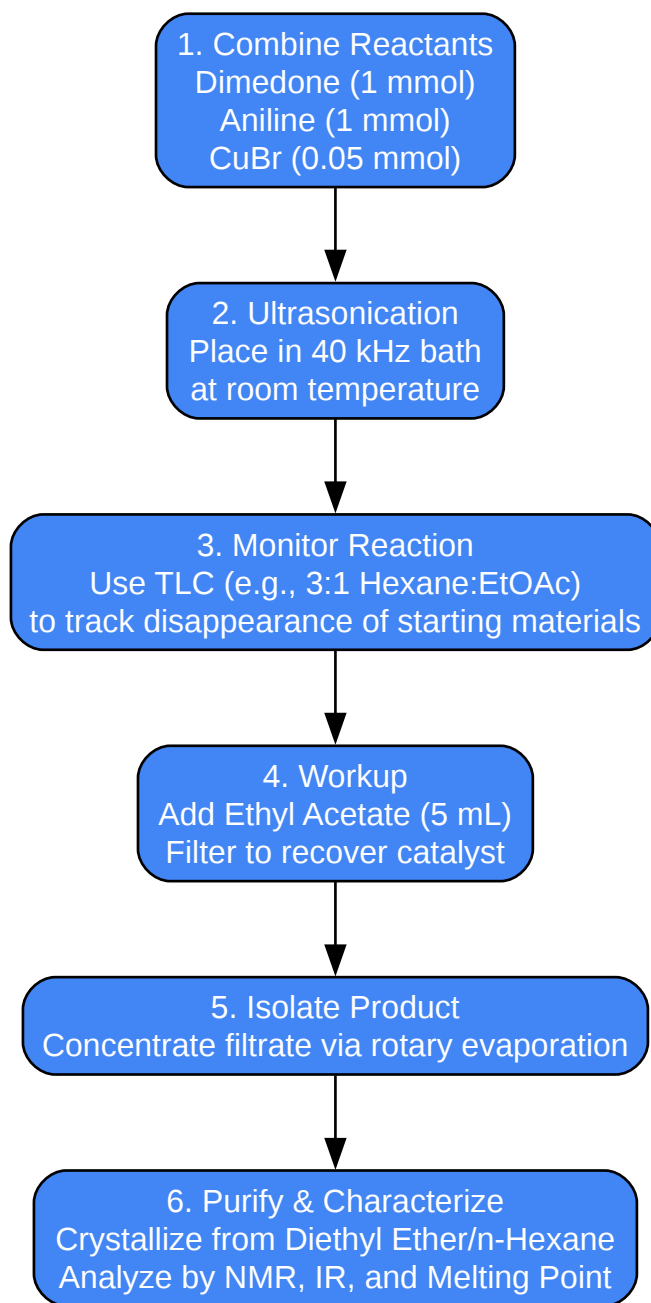 1. Combine Reactants
Dimedone (1 mmol)
Aniline (1 mmol)
CuBr (0.05 mmol)
2. Ultrasonication
Place in 40 kHz bath
at room temperature
3. Monitor Reaction
Use TLC (e.g., 3:1 Hexane:EtOAc)
to track disappearance of starting materials
4. Workup
Add Ethyl Acetate (5 mL)
Filter to recover catalyst
5. Isolate Product
Concentrate filtrate via rotary evaporation
6. Purify & Characterize
Crystallize from Diethyl Ether/n-Hexane
Analyze by NMR, IR, and Melting Point